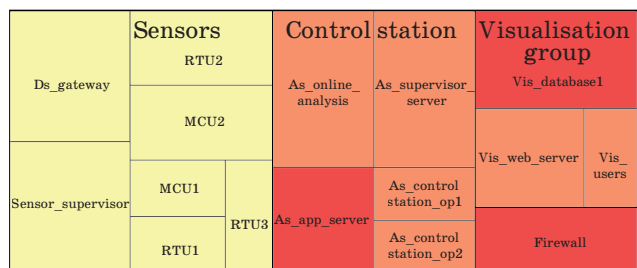 Sensors
Ds_gateway
RTU2
MCU2
Sensor_supervisor
MCU1
RTU1
RTU3
Control station
As_online_
analysis
As_supervisor_
server
As_app_server
As_control
station_op1
As_control
station_op2
Visualisation
group
Vis_database1
Vis_web_server
Vis_
users
Firewall